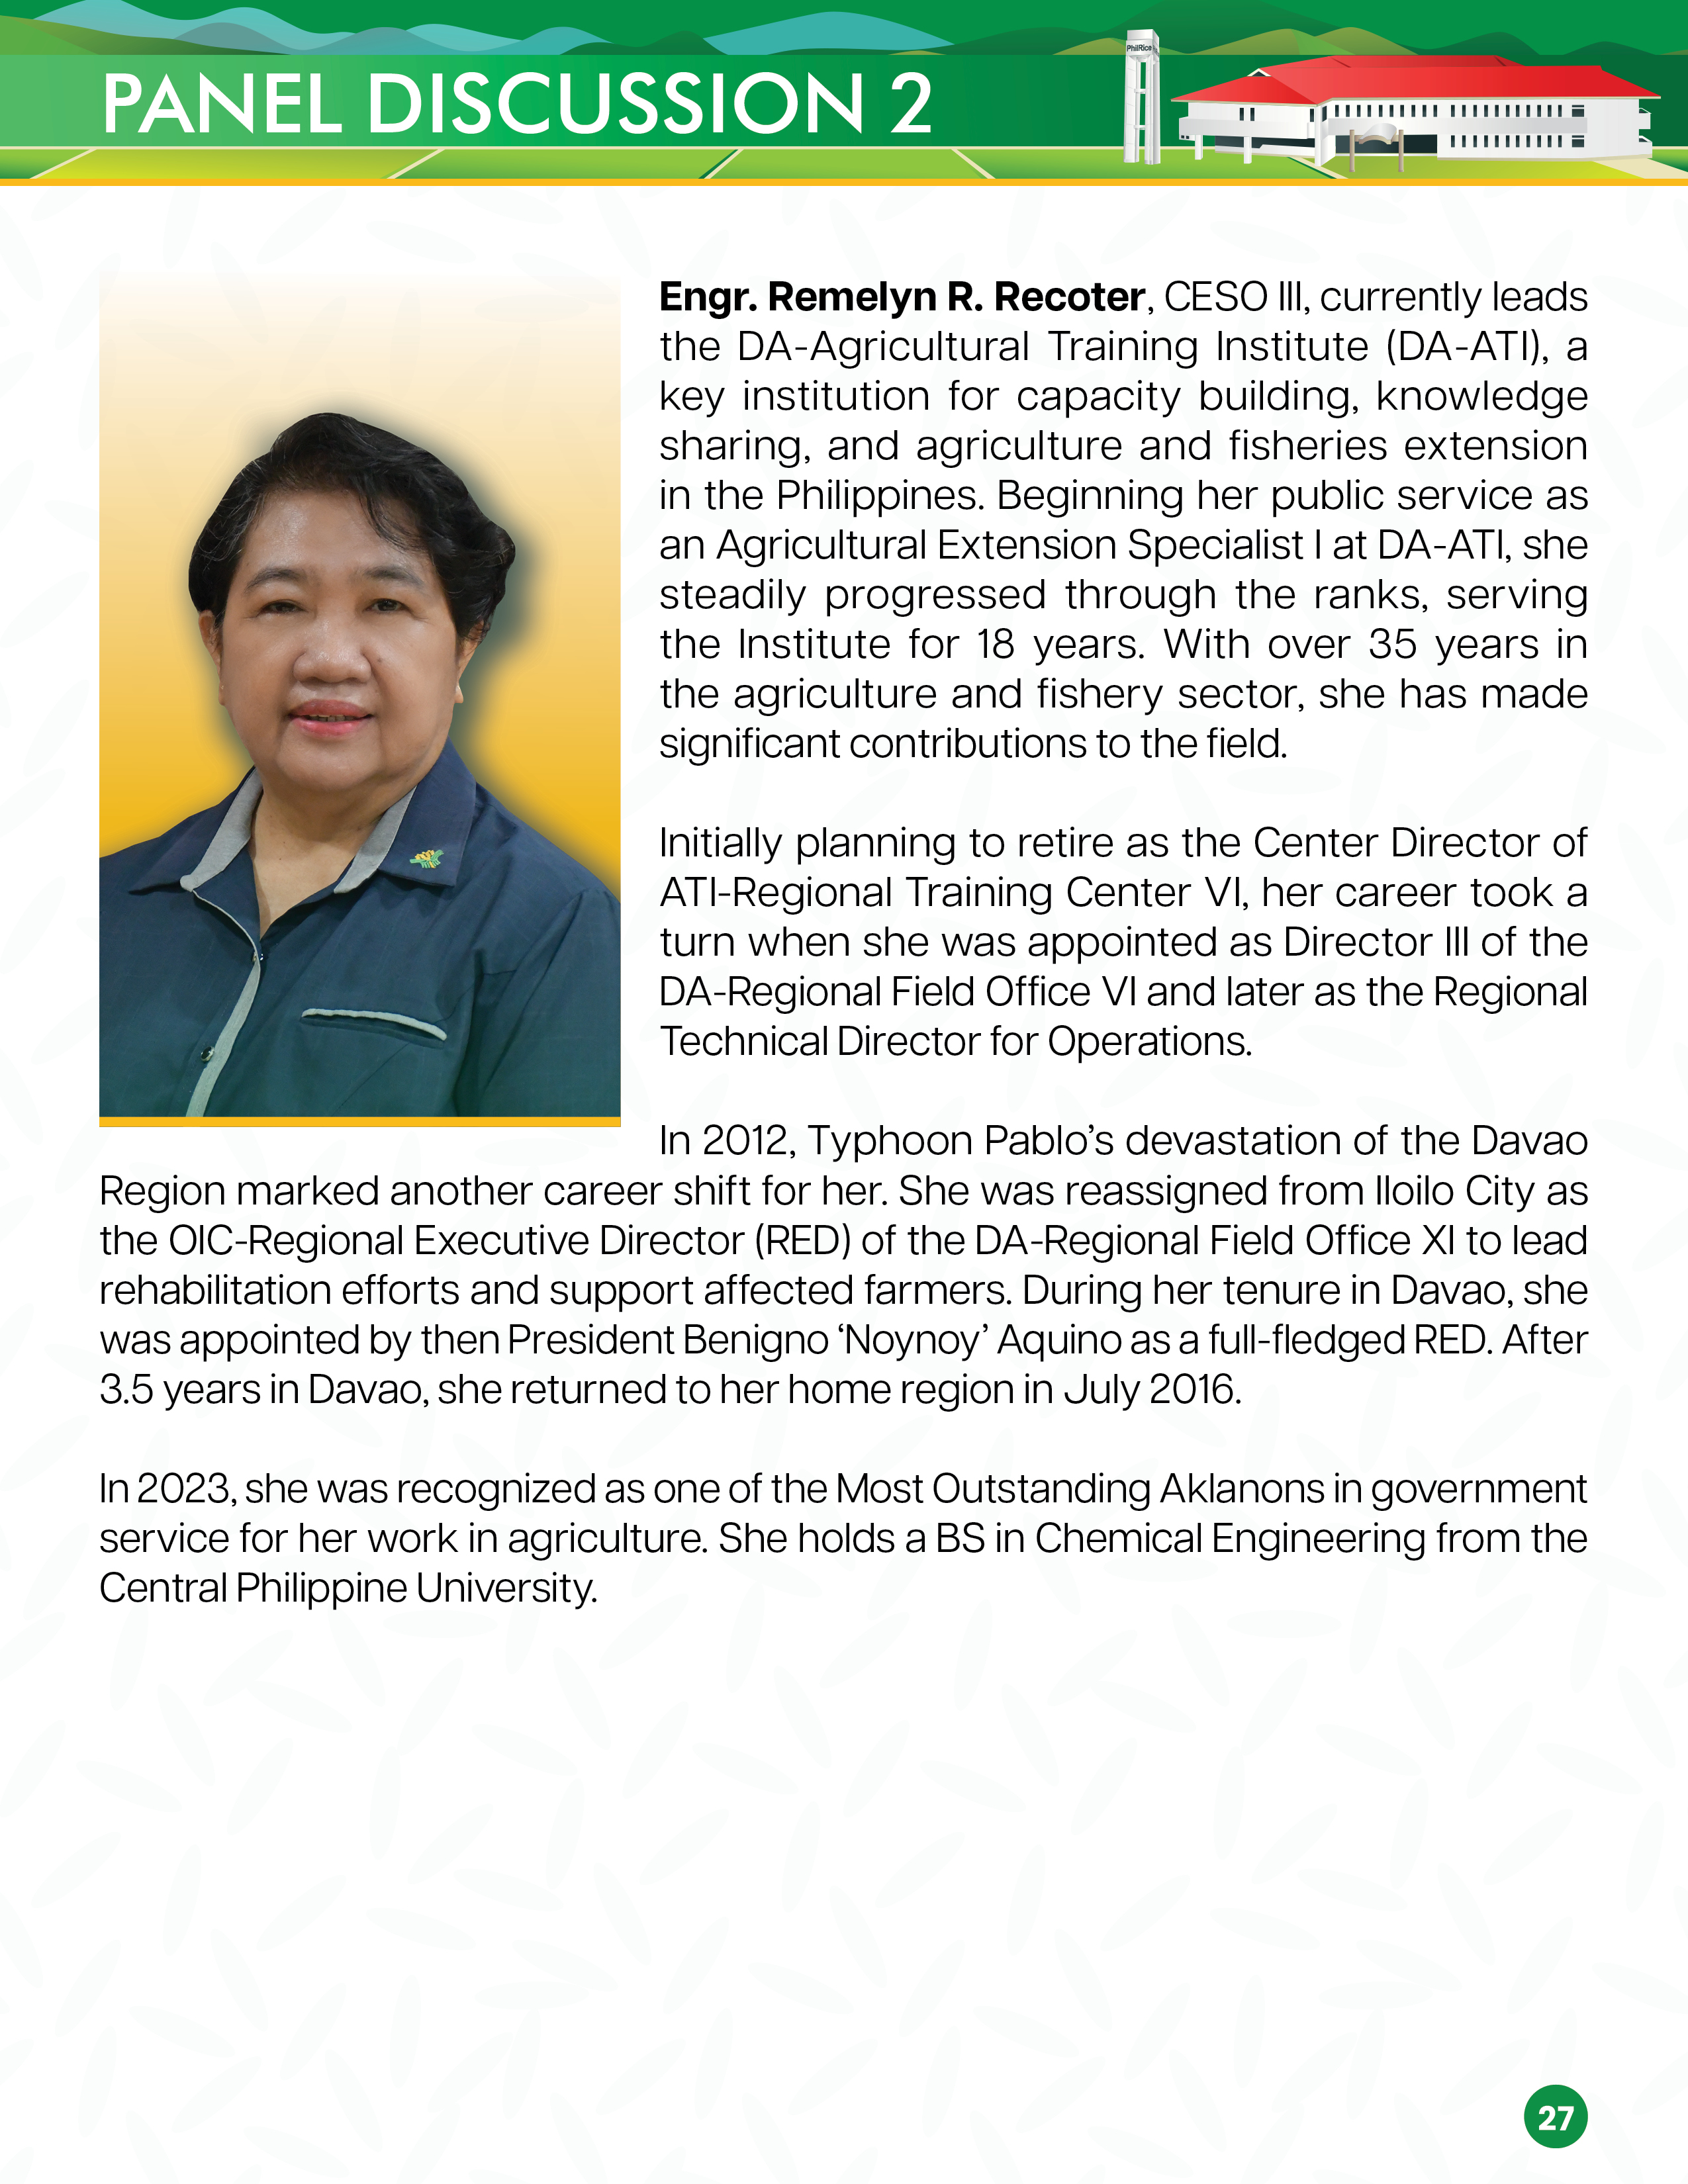 PANEL DISCUSSION 2
PhilRice
Engr. Remelyn R. Recoter, CESO III, currently leads
the DA-Agricultural Training Institute (DA-ATI), a
key institution for capacity building, knowledge
sharing, and agriculture and fisheries extension
in the Philippines. Beginning her public service as
an Agricultural Extension Specialist I at DA-ATI, she
steadily progressed through the ranks, serving
the Institute for 18 years. With over 35 years in
the agriculture and fishery sector, she has made
significant contributions to the field.
Initially planning to retire as the Center Director of
ATI-Regional Training Center VI, her career took a
turn when she was appointed as Director III of the
DA-Regional Field Office VI and later as the Regional
Technical Director for Operations.
In 2012, Typhoon Pablo’s devastation of the Davao
Region marked another career shift for her. She was reassigned from Iloilo City as
the OIC-Regional Executive Director (RED) of the DA-Regional Field Office XI to lead
rehabilitation efforts and support affected farmers. During her tenure in Davao, she
was appointed by then President Benigno ‘Noynoy’ Aquino as a full-fledged RED. After
3.5 years in Davao, she returned to her home region in July 2016.
In 2023, she was recognized as one of the Most Outstanding Aklanons in government
service for her work in agriculture. She holds a BS in Chemical Engineering from the
Central Philippine University.
27